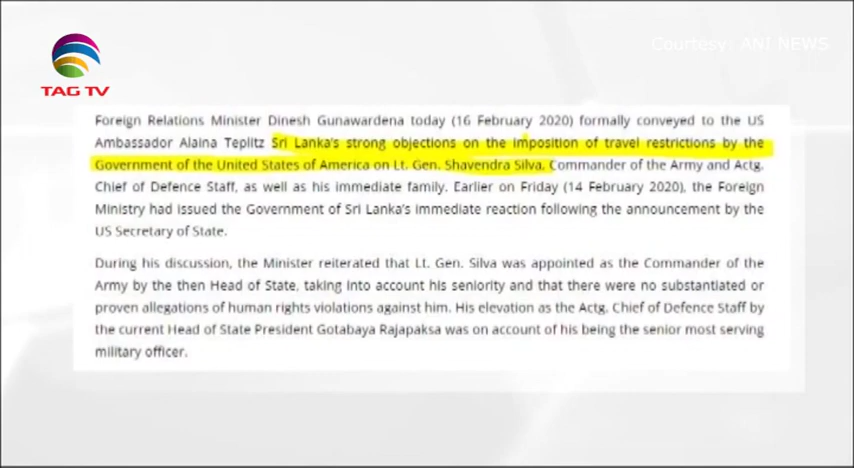 Courtesy: ANI NEWS
TAG TV
Foreign Relations Minister Dinesh Gunawardena today (16 February 2020) formally conveyed to the US
Ambassador Alaina Teplitz Sri Lanka's strong objections on the imposition of travel restrictions by the
Government of the United States of America on Lt. Gen. Shavendra Silva, Commander of the Army and Actg.
Chief of Defence Staff, as well as his immediate family. Earlier on Friday (14 February 2020), the Foreign
Ministry had issued the Government of Sri Lanka's immediate reaction following the announcement by the
US Secretary of State.
During his discussion, the Minister reiterated that Lt. Gen. Silva was appointed as the Commander of the
Army by the then Head of State, taking into account his seniority and that there were no substantiated or
proven allegations of human rights violations against him. His elevation as the Actg. Chief of Defence Staff by
the current Head of State President Gotabaya Rajapaksa was on account of his being the senior most serving
military officer.